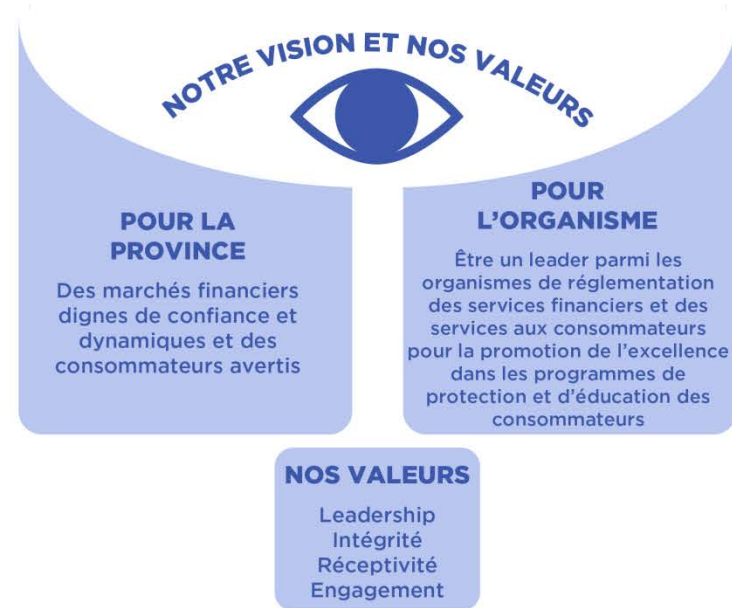 NOTRE VISION ET NOS VALEURS
POUR LA
PROVINCE
Des marchés financiers
dignes de confiance et
dynamiques et des
consommateurs avertis
POUR
L’ORGANISME
Être un leader parmi les
organismes de réglementation
des services financiers et des
services aux consommateurs
pour la promotion de l’excellence
dans les programmes de
protection et d’éducation des
consommateurs
NOS VALEURS
Leadership
Intégrité
Réceptivité
Engagement